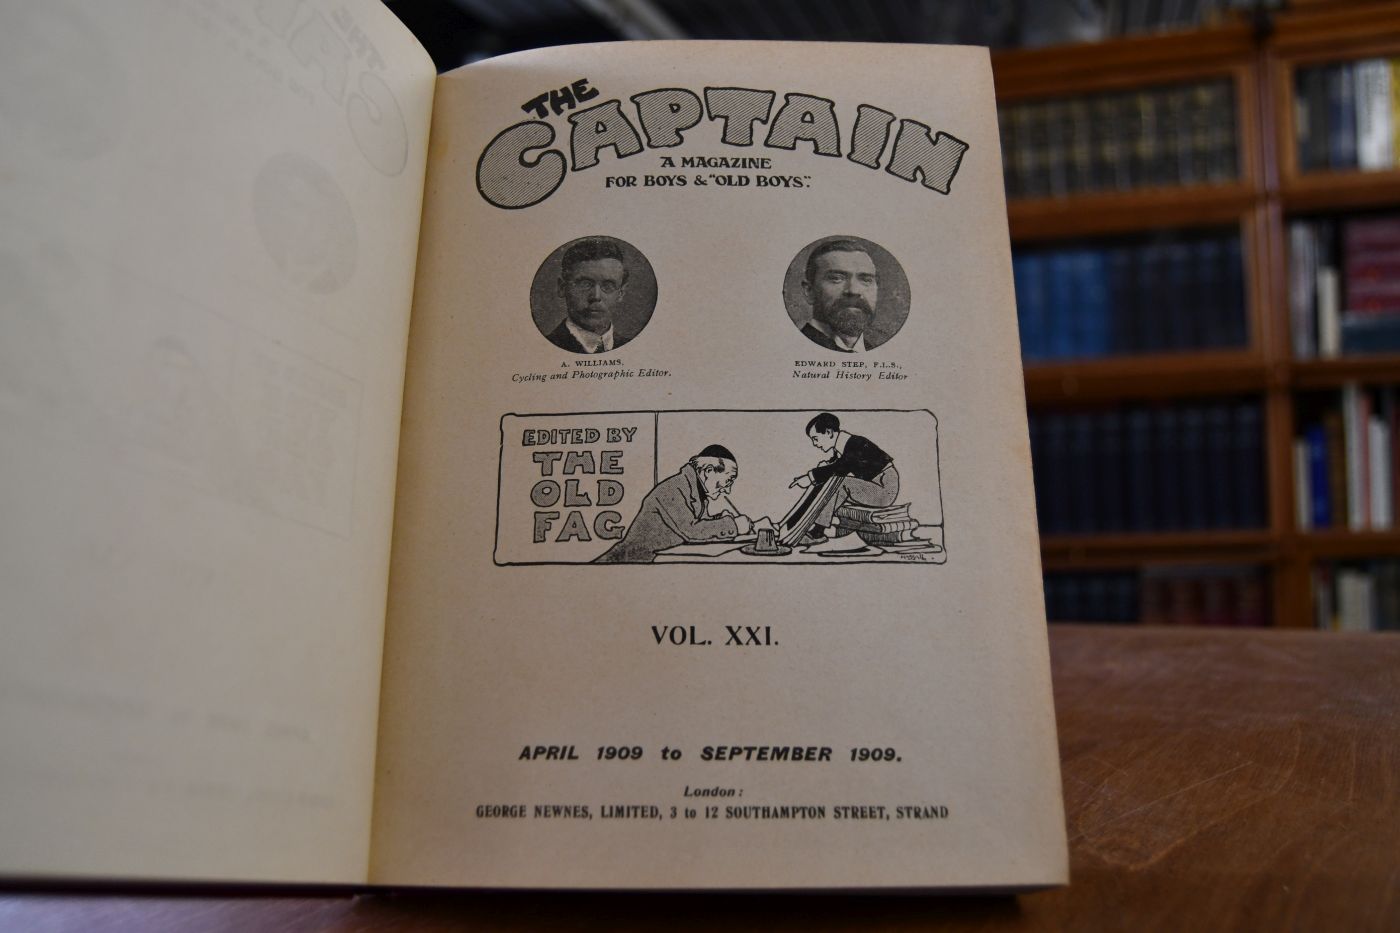 THE
CAPTAIN
A MAGAZINE
FOR BOYS & "OLD BOYS".
A. WILLIAMS,
Cycling and Photographic Editor.
EDWARD STEP, F.L.S.,
Natural History Editor
EDITED BY
THE
OLD
FAG
VOL. XXI.
APRIL 1909 to SEPTEMBER 1909.
London:
GEORGE NEWNES, LIMITED, 3 to 12 SOUTHAMPTON STREET, STRAND